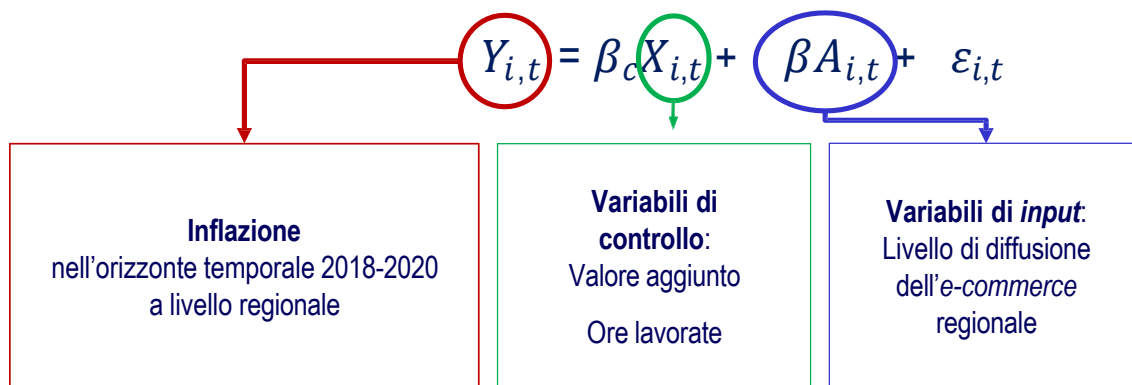 Y_{i,t} = β_c X_{i,t} + βA_{i,t} + ε_{i,t}
Inflazione
nell'orizzonte temporale 2018-2020
a livello regionale
Variabili di
controllo:
Valore aggiunto
Ore lavorate
Variabili di input:
Livello di diffusione
dell'e-commerce
regionale